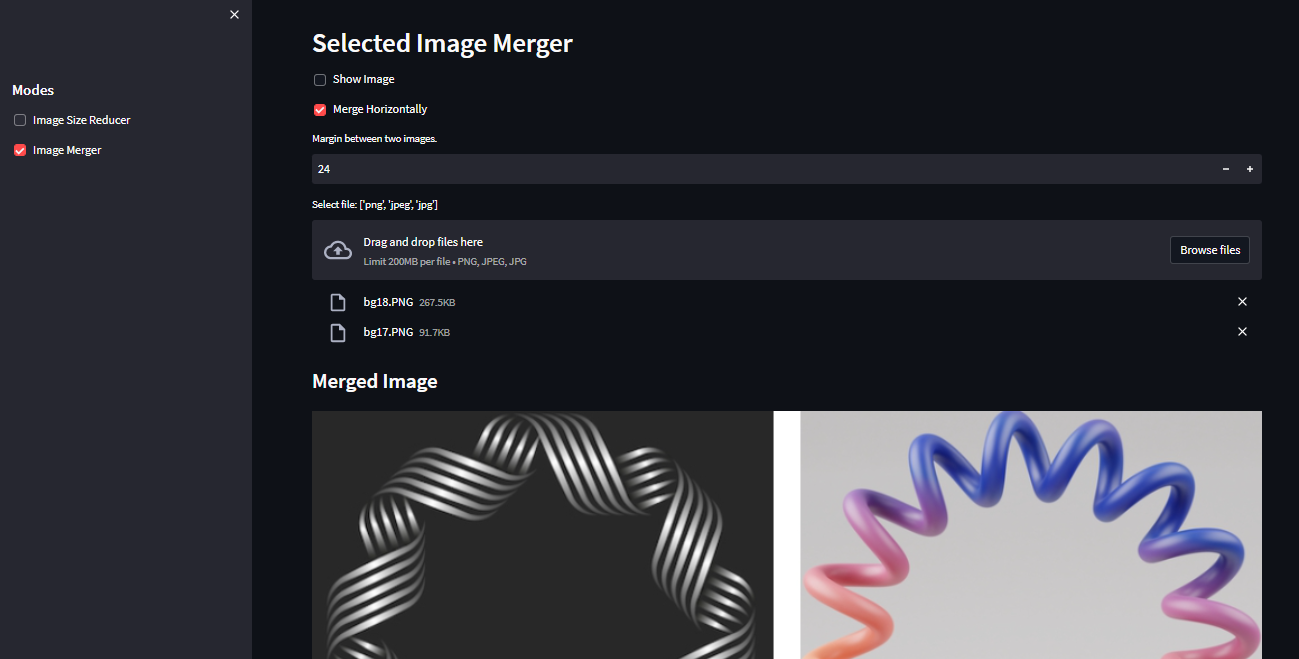 Modes
Image Size Reducer
Image Merger
Selected Image Merger
Show Image
Merge Horizontally
Margin between two images.
24
Select file: ['png', 'jpeg', 'jpg']
Drag and drop files here
Limit 200MB per file • PNG, JPEG, JPG
Browse files
bg18.PNG 267.5KB
bg17.PNG 91.7KB
Merged Image